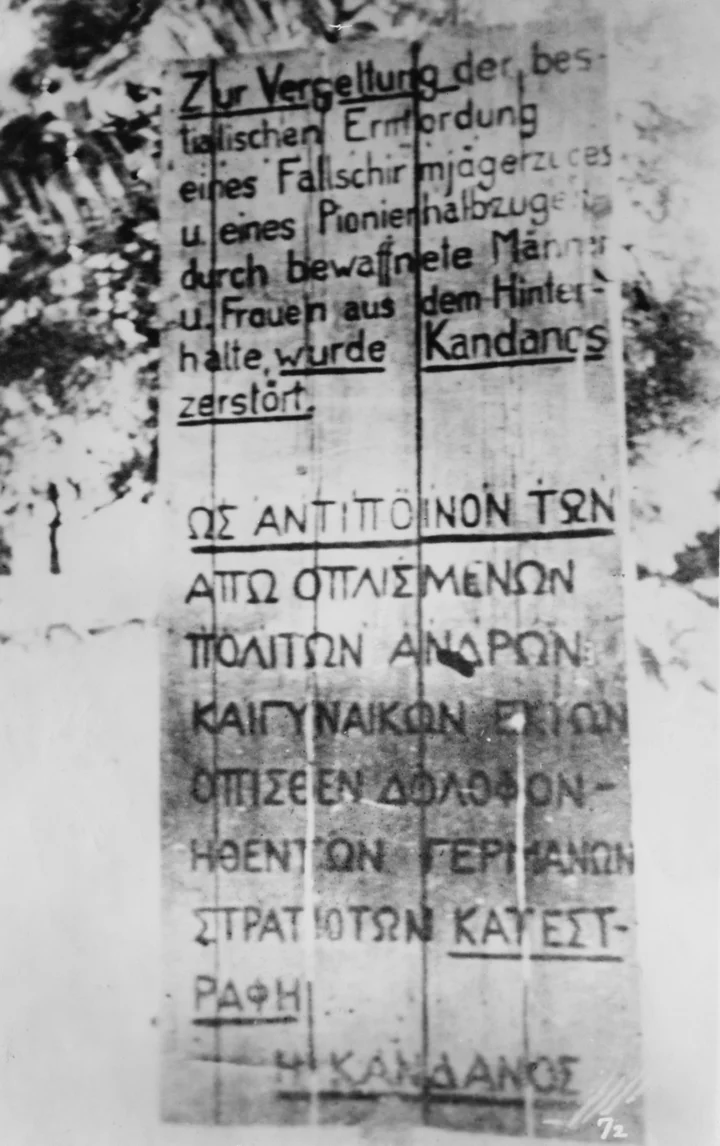 Zur Vergeltung der bes-
tialischen Ermordung
eines Fallschirmjägerzuges
u. eines Pionierhalbzuges
durch bewaffnete Männer
u. Frauen aus dem Hinter-
halte, wurde Kandanos
zerstört.
ΩΣ ΑΝΤΙΠΟΙΝΟΝ ΤΩΝ
ΑΠΩ ΟΠΛΙΣΜΕΝΩΝ
ΠΟΛΙΤΩΝ ΑΝΔΡΩΝ
ΚΑΙ ΓΥΝΑΙΚΩΝ ΕΚ ΤΩΝ
ΟΠΙΣΘΕΝ ΔΟΛΟΦΟΝ-
ΗΘΕΝΤΩΝ ΓΕΡΜΑΝΩΝ
ΣΤΡΑΤΙΟΤΩΝ ΚΑΤΕΣΤ-
ΡΑΦΗ
Η ΚΑΝΔΑΝΟΣ
72